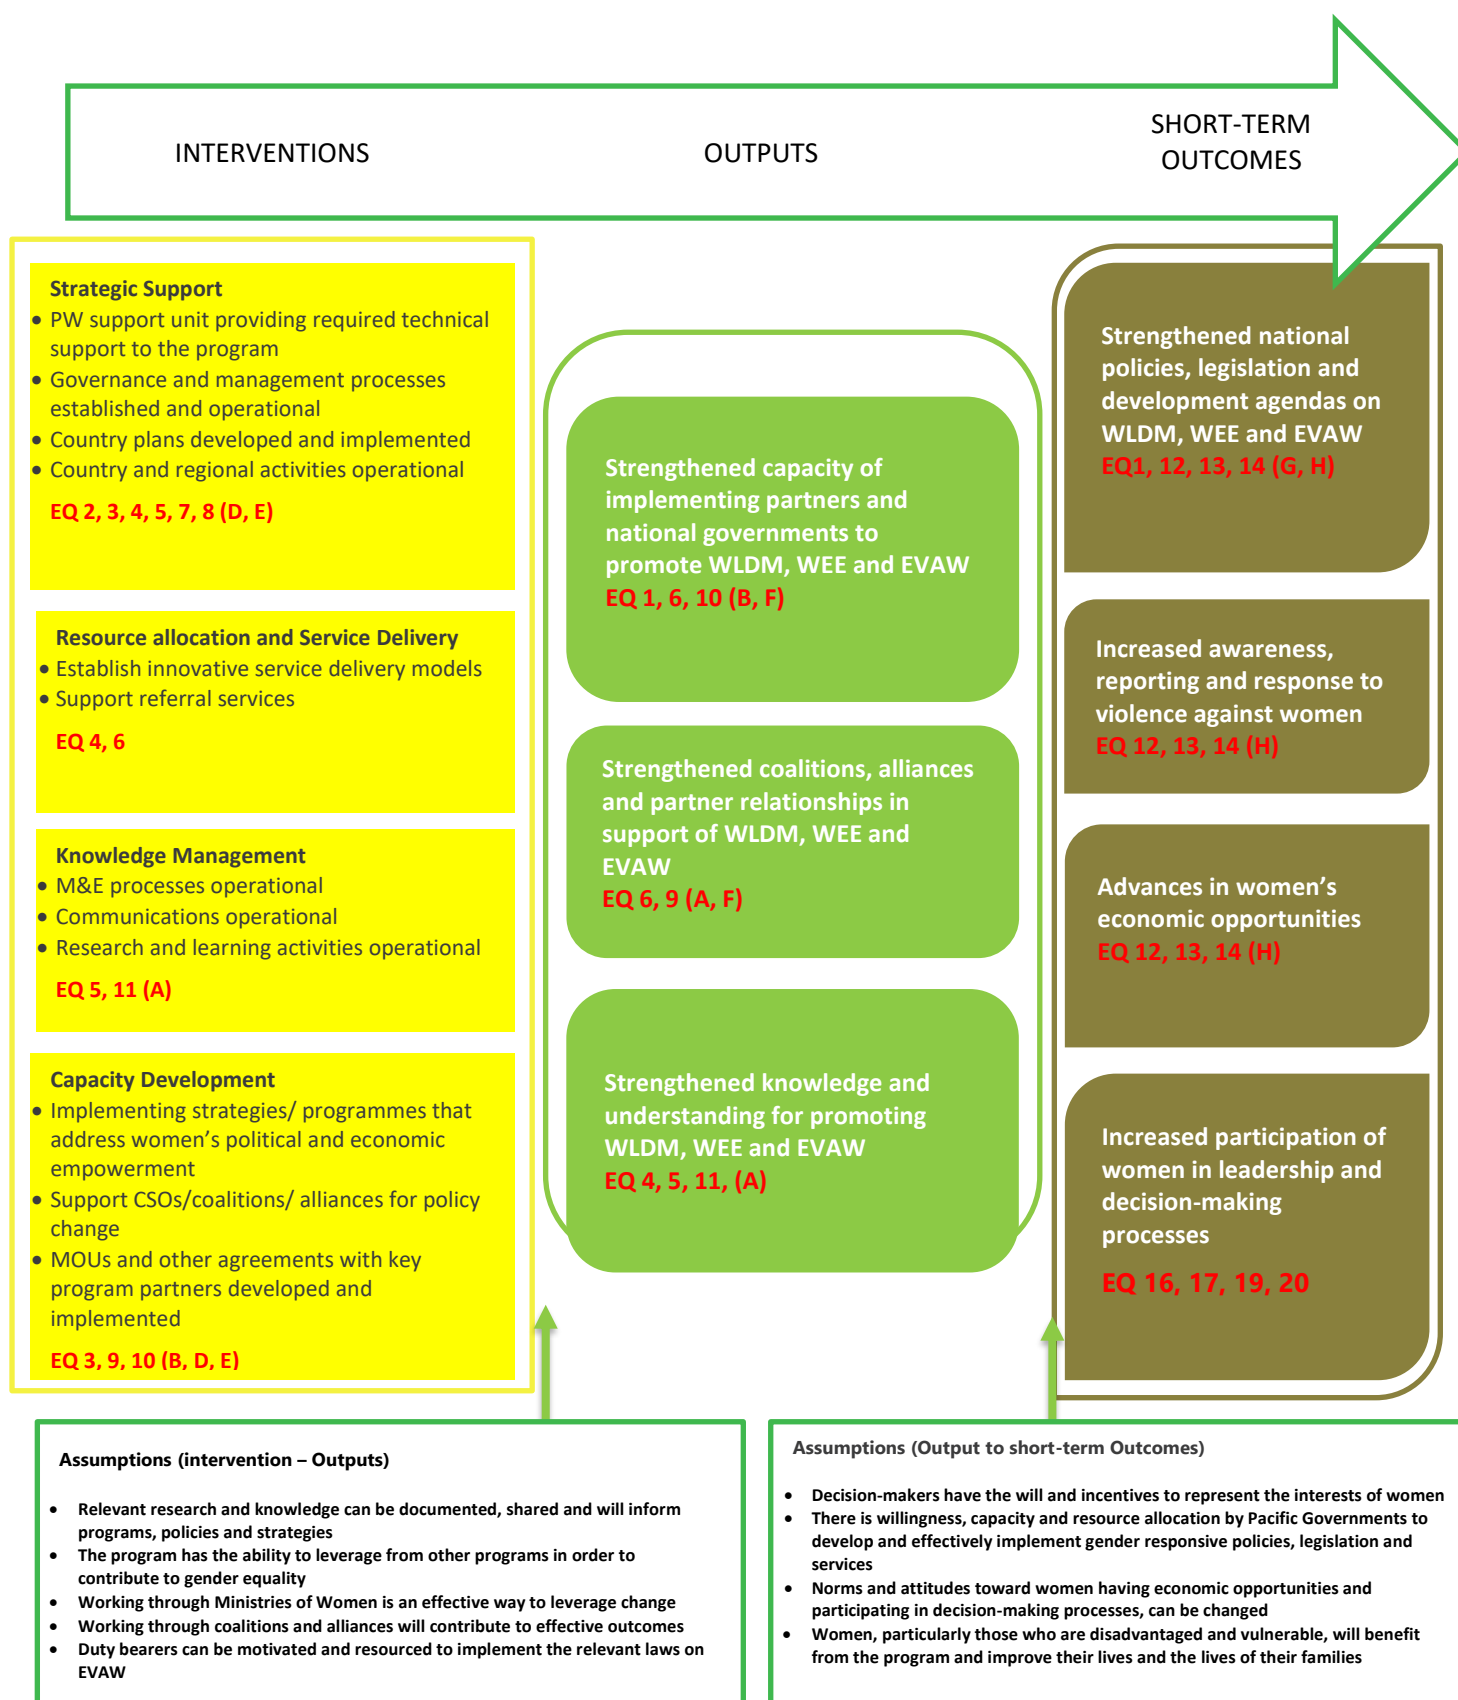 INTERVENTIONS
OUTPUTS
SHORT-TERM
OUTCOMES
Strategic Support
• PW support unit providing required technical
support to the program
• Governance and management processes
established and operational
• Country plans developed and implemented
• Country and regional activities operational
EQ 2, 3, 4, 5, 7, 8 (D, E)
Resource allocation and Service Delivery
• Establish innovative service delivery models
• Support referral services
EQ 4, 6
Knowledge Management
• M&E processes operational
• Communications operational
• Research and learning activities operational
EQ 5, 11 (A)
Capacity Development
• Implementing strategies/ programmes that
address women’s political and economic
empowerment
• Support CSOs/coalitions/ alliances for policy
change
• MOUs and other agreements with key
program partners developed and
implemented
EQ 3, 9, 10 (B, D, E)
Strengthened capacity of
implementing partners and
national governments to
promote WLDM, WEE and EVAW
EQ 1, 6, 10 (B, F)
Strengthened coalitions, alliances
and partner relationships in
support of WLDM, WEE and
EVAW
EQ 6, 9 (A, F)
Strengthened knowledge and
understanding for promoting
WLDM, WEE and EVAW
EQ 4, 5, 11, (A)
Strengthened national
policies, legislation and
development agendas on
WLDM, WEE and EVAW
EQ1, 12, 13, 14 (G, H)
Increased awareness,
reporting and response to
violence against women
EQ 12, 13, 14 (H)
Advances in women’s
economic opportunities
EQ 12, 13, 14 (H)
Increased participation of
women in leadership and
decision-making
processes
EQ 16, 17, 19, 20
Assumptions (intervention – Outputs)
• Relevant research and knowledge can be documented, shared and will inform
programs, policies and strategies
• The program has the ability to leverage from other programs in order to
contribute to gender equality
• Working through Ministries of Women is an effective way to leverage change
• Working through coalitions and alliances will contribute to effective outcomes
• Duty bearers can be motivated and resourced to implement the relevant laws on
EVAW
Assumptions (Output to short-term Outcomes)
• Decision-makers have the will and incentives to represent the interests of women
• There is willingness, capacity and resource allocation by Pacific Governments to
develop and effectively implement gender responsive policies, legislation and
services
• Norms and attitudes toward women having economic opportunities and
participating in decision-making processes, can be changed
• Women, particularly those who are disadvantaged and vulnerable, will benefit
from the program and improve their lives and the lives of their families